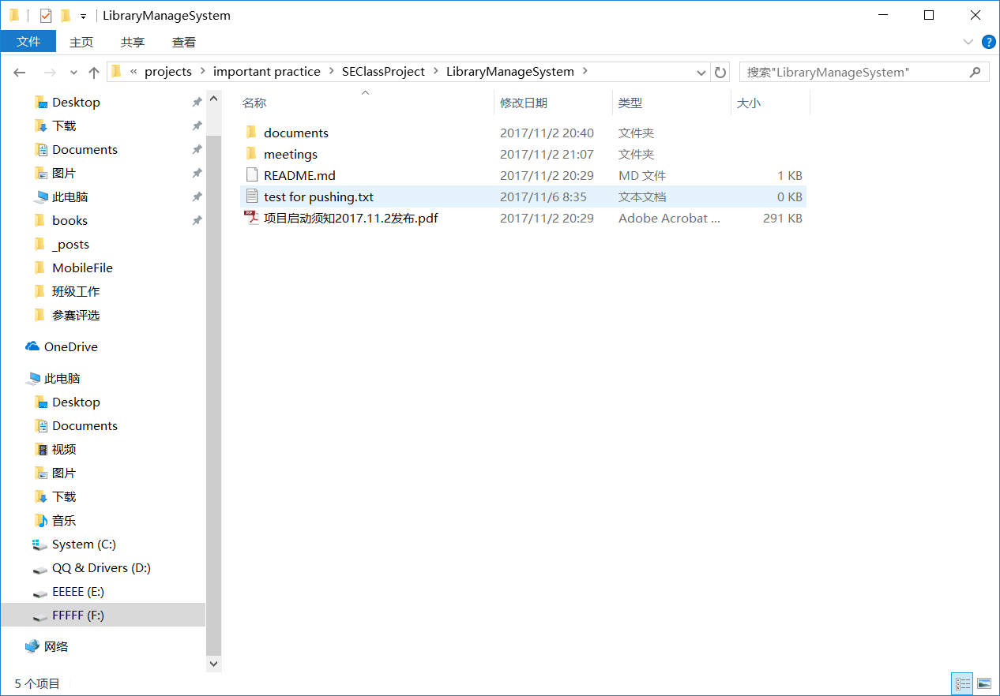 LibraryManageSystem
文件 主页 共享 查看
« projects › important practice › SEClassProject › LibraryManageSystem ›
搜索"LibraryManageSystem"
Desktop
下载
Documents
图片
此电脑
books
_posts
MobileFile
班级工作
参赛评选
OneDrive
此电脑
Desktop
Documents
视频
图片
下载
音乐
System (C:)
QQ & Drivers (D:)
EEEEE (E:)
FFFFF (F:)
网络
名称 修改日期 类型 大小
documents 2017/11/2 20:40 文件夹
meetings 2017/11/2 21:07 文件夹
README.md 2017/11/2 20:29 MD 文件 1 KB
test for pushing.txt 2017/11/6 8:35 文本文档 0 KB
项目启动须知2017.11.2发布.pdf 2017/11/2 20:29 Adobe Acrobat ... 291 KB
5 个项目